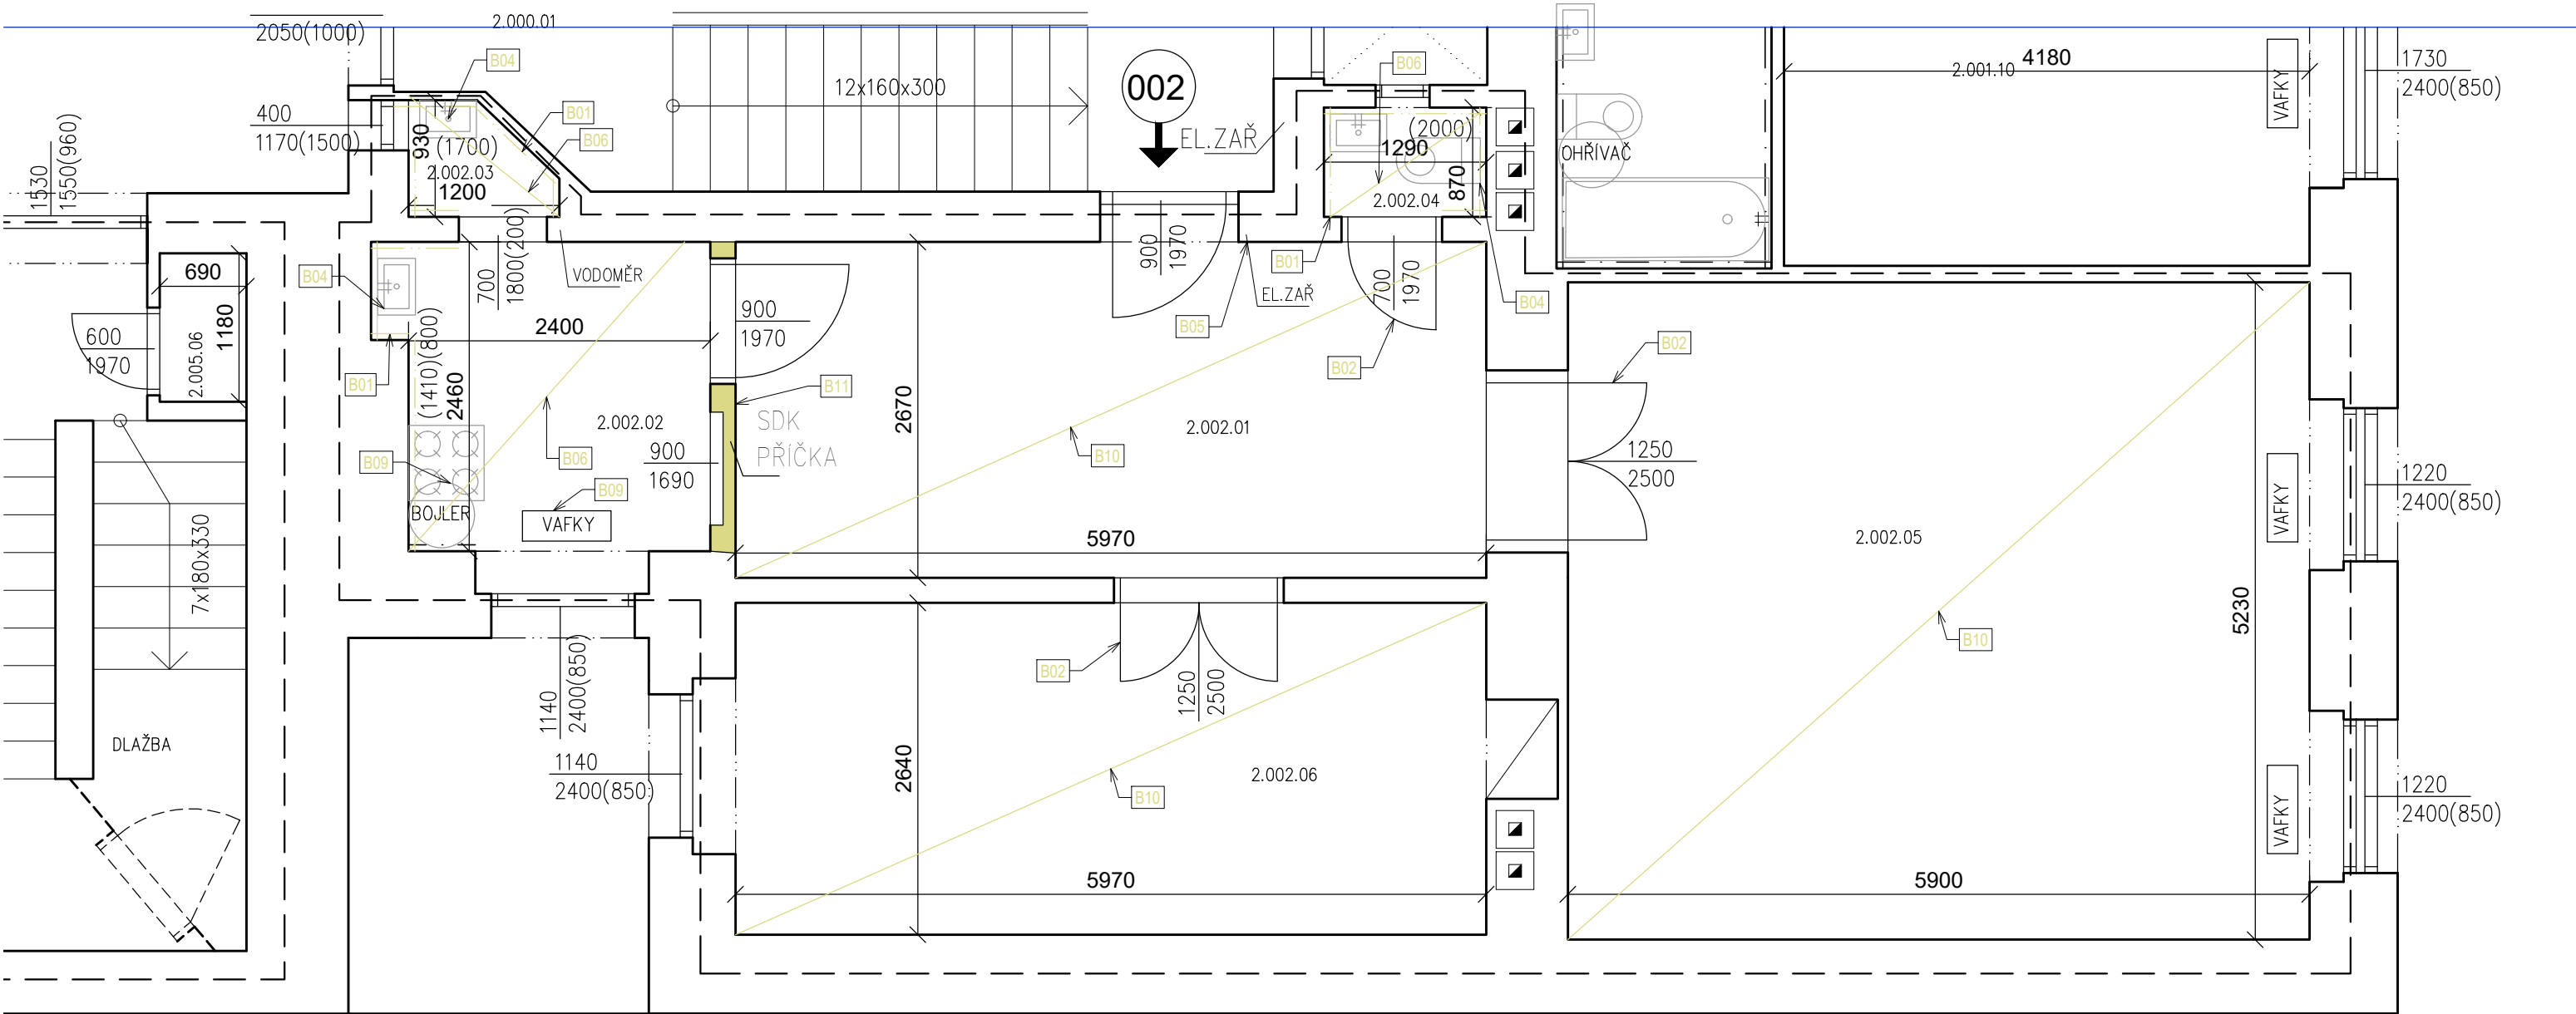 2050(1000)
2.000.01
B04
400
1170(1500)
1530
1550(960)
930
(1700)
2.002.03
1200
B01
B06
12x160x300
002
EL.ZAŘ
B06
(2000)
1290
870
2.002.04
OHŘÍVAČ
2.001.10
4180
VAFKY
1730
2400(850)
690
1180
2.005.06
600
1970
B04
B01
700
1800(200)
VODOMĚR
2400
(1410)(800)
2460
900
1970
B11
SDK
PŘÍČKA
2.002.02
900
1690
B09
B06
B09
BOJLER
VAFKY
2670
900
1970
B05
EL.ZAŘ
B01
700
1970
B02
B04
B02
2.002.01
B10
5970
1250
2500
2.002.05
VAFKY
1220
2400(850)
7x180x330
DLAŽBA
1140
2400(850)
1140
2400(850)
B02
1250
2500
2640
2.002.06
B10
5970
5230
B10
VAFKY
1220
2400(850)
5900